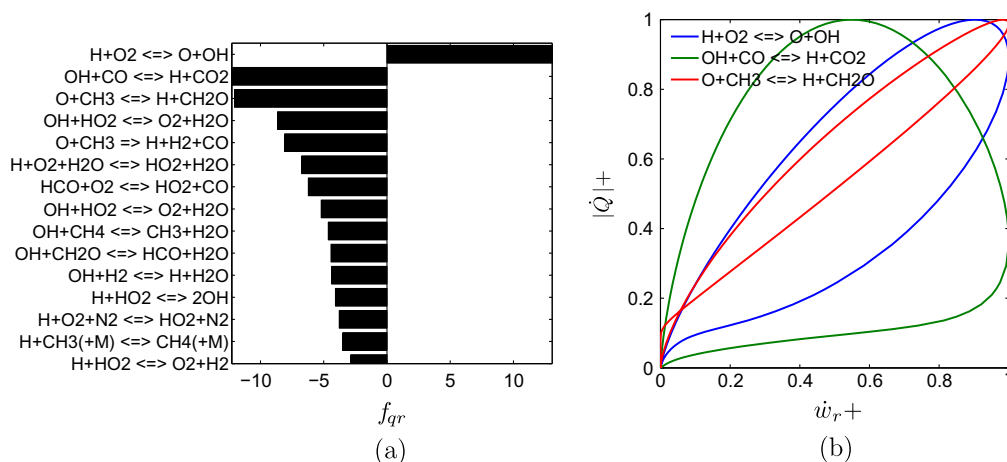 H+O2 <=> O+OH
OH+CO <=> H+CO2
O+CH3 <=> H+CH2O
OH+HO2 <=> O2+H2O
O+CH3 => H+H2+CO
H+O2+H2O <=> HO2+H2O
HCO+O2 <=> HO2+CO
OH+HO2 <=> O2+H2O
OH+CH4 <=> CH3+H2O
OH+CH2O <=> HCO+H2O
OH+H2 <=> H+H2O
H+HO2 <=> 2OH
H+O2+N2 <=> HO2+N2
H+CH3(+M) <=> CH4(+M)
H+HO2 <=> O2+H2
−10 −5 0 5 10
f_{qr}
(a)
1
0.8
0.6
0.4
0.2
0
|Q̇|+
H+O2 <=> O+OH
OH+CO <=> H+CO2
O+CH3 <=> H+CH2O
0 0.2 0.4 0.6 0.8 1
ẇ_r+
(b)